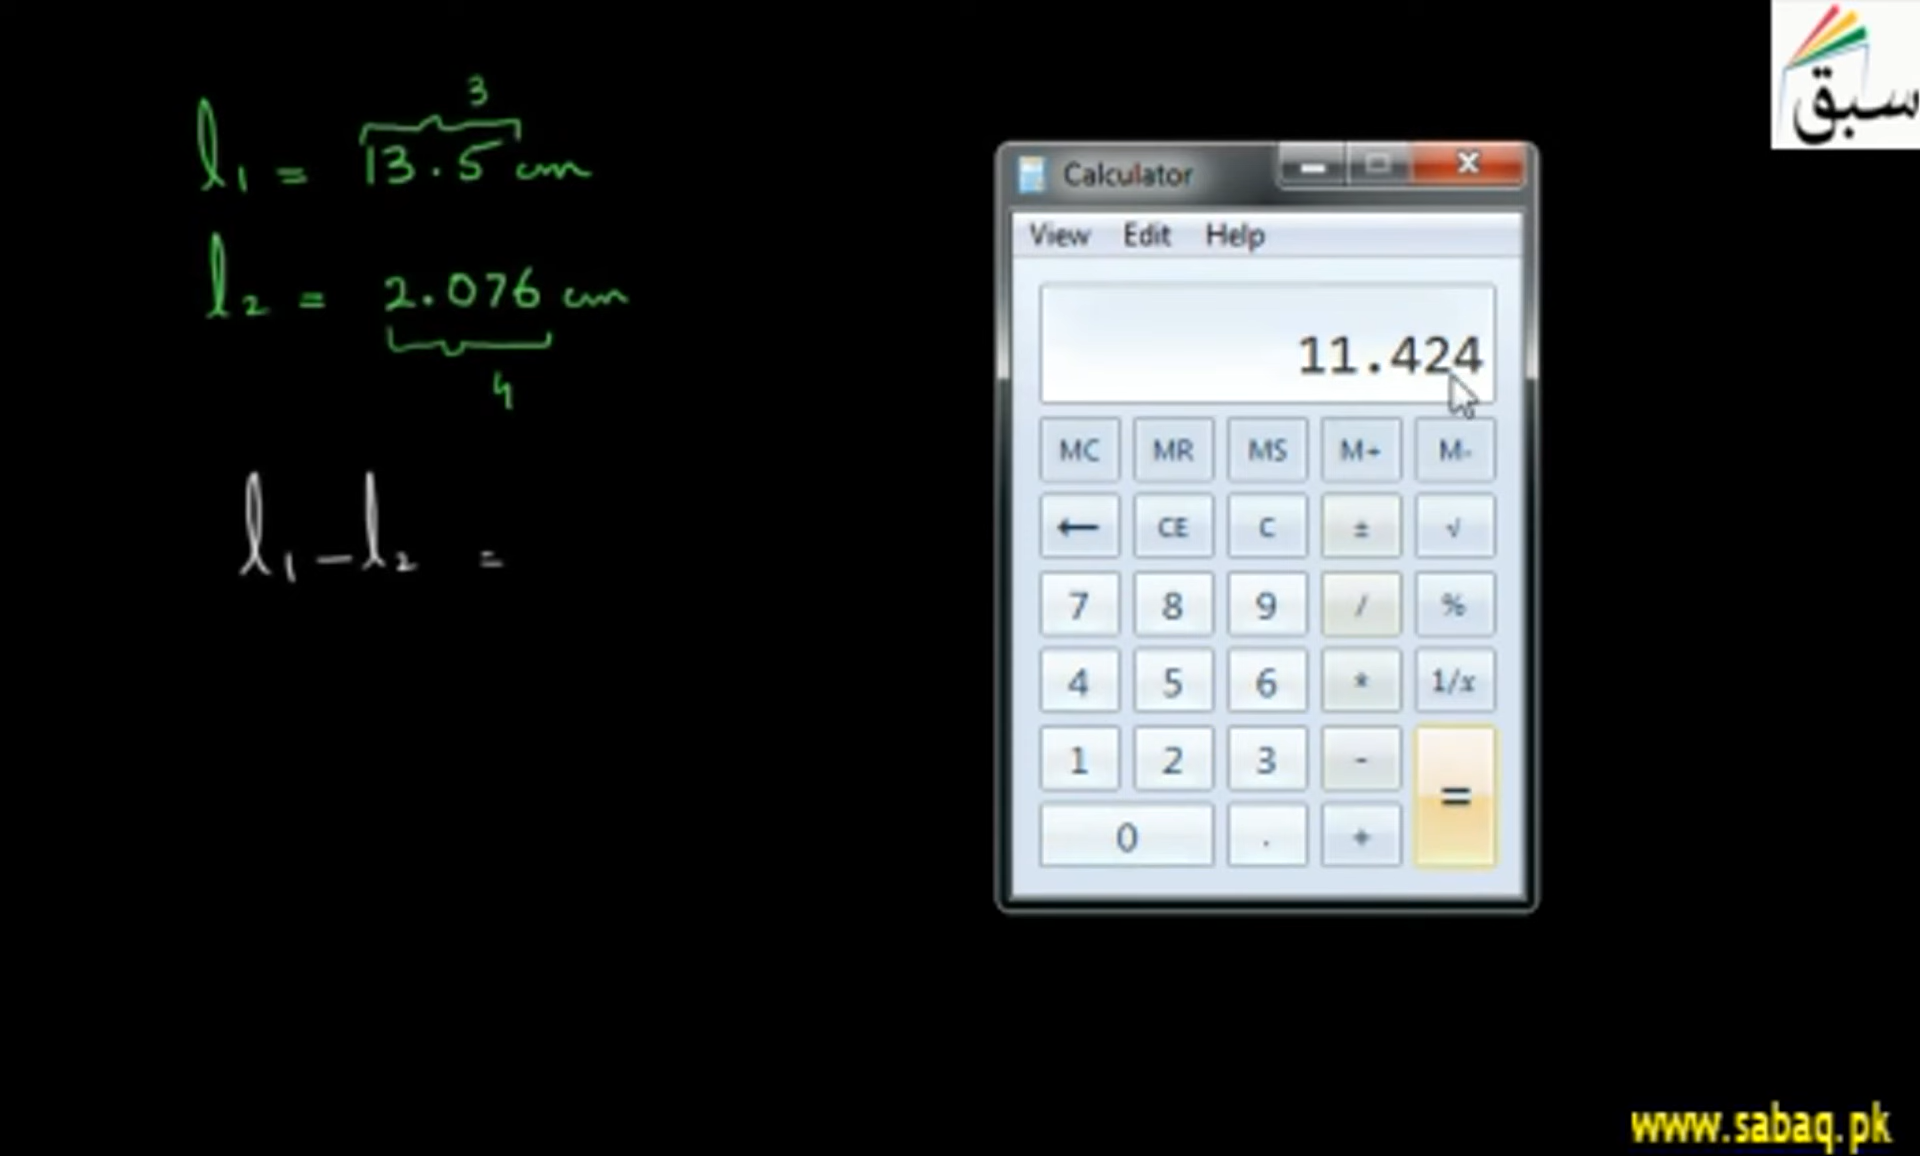 سبق
3
l₁ = 13.5 cm
l₂ = 2.076 cm
4
l₁ - l₂ =
Calculator
View Edit Help
11.424
MC MR MS M+ M-
← CE C ± √
7 8 9 / %
4 5 6 * 1/x
1 2 3 - =
0 . +
www.sabaq.pk